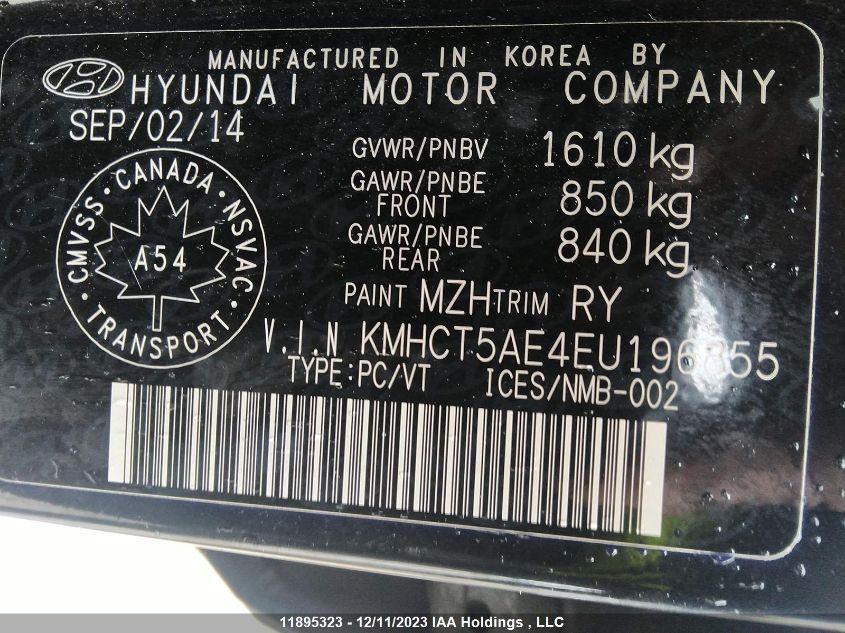 MANUFACTURED IN KOREA BY
HYUNDAI MOTOR COMPANY
SEP/02/14
GVWR/PNBV 1610 kg
GAWR/PNBE FRONT 850 kg
GAWR/PNBE REAR 840 kg
CMVSS · CANADA · NSVAC
A54
· TRANSPORT ·
PAINT MZH TRIM RY
V.I.N
TYPE:PC/VT ICES/NMB-002
11895323 - 12/11/2023 IAA Holdings , LLC